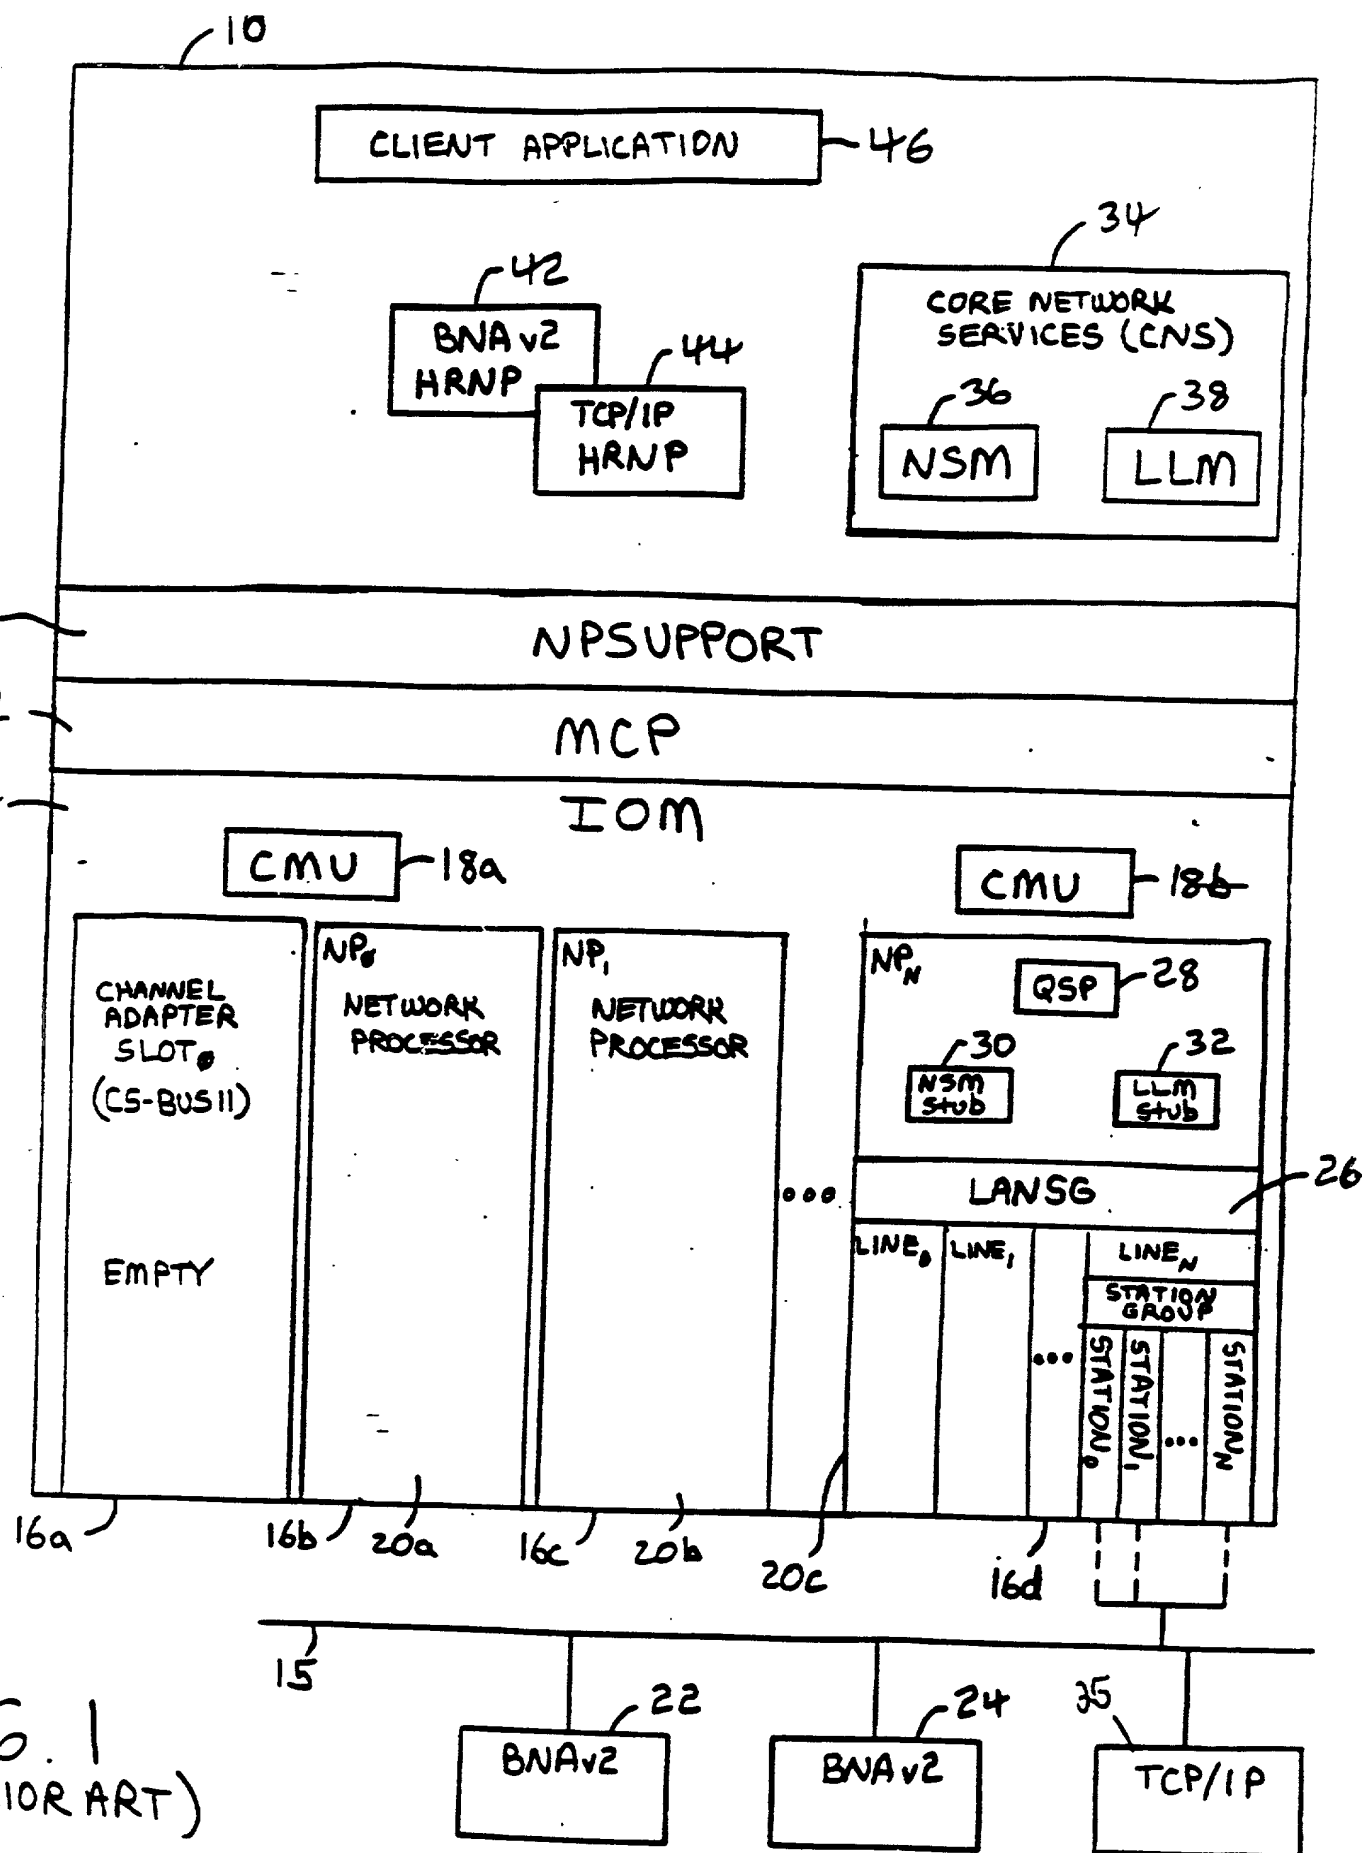 10
CLIENT APPLICATION
46
34
42
CORE NETWORK
SERVICES (CNS)
BNAv2
HRNP
44
TCP/IP
HRNP
36
38
NSM
LLM
NPSUPPORT
MCP
IOM
CMU
18a
CMU
18b
CHANNEL
ADAPTER
SLOT0
(CS-BUS II)
EMPTY
NP0
NETWORK
PROCESSOR
NP1
NETWORK
PROCESSOR
NPN
QSP
28
30
32
NSM
Stub
LLM
Stub
26
LANSG
...
LINE0
LINE1
LINEN
STATION
GROUP
...
STATION0
STATION1
...
STATIONN
16a
16b
20a
16c
20b
20c
16d
15
22
24
35
BNAv2
BNAv2
TCP/IP
G. 1
IOR ART)